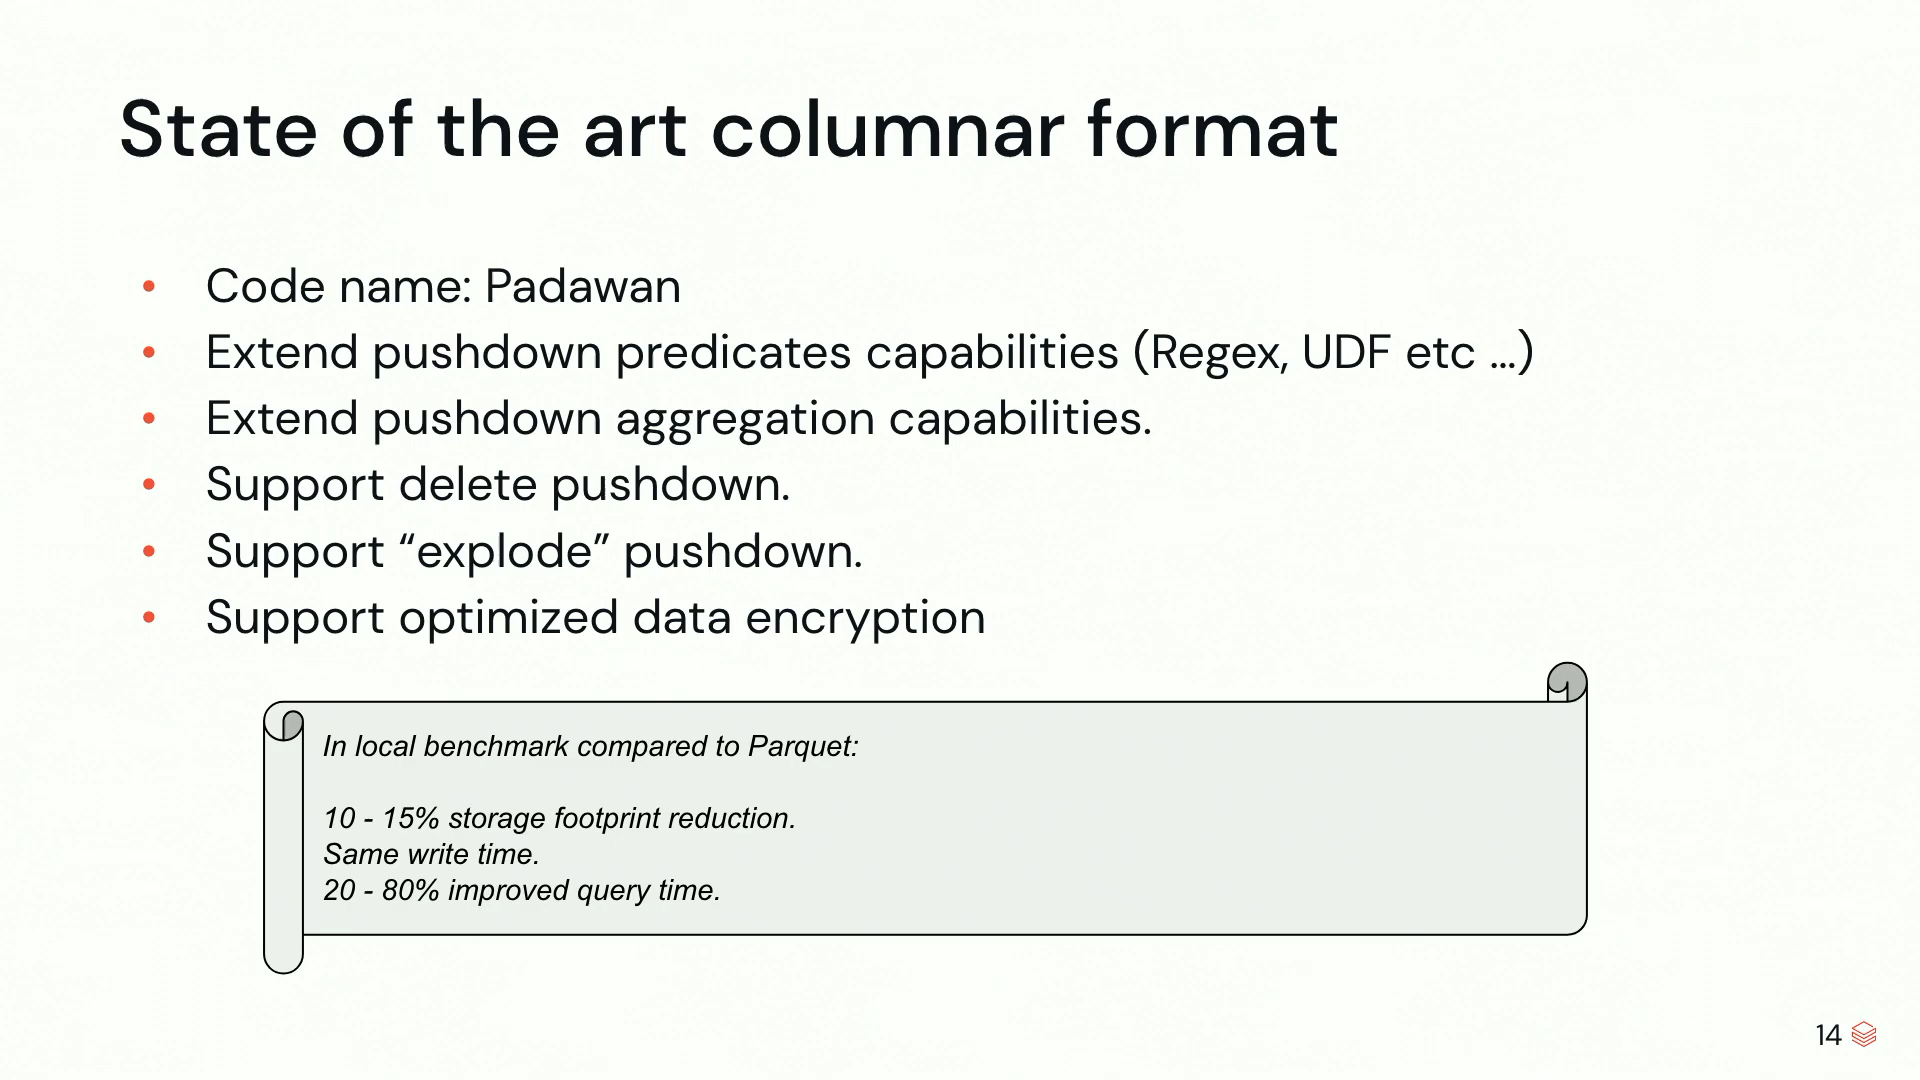 State of the art columnar format
• Code name: Padawan
• Extend pushdown predicates capabilities (Regex, UDF etc ...)
• Extend pushdown aggregation capabilities.
• Support delete pushdown.
• Support “explode” pushdown.
• Support optimized data encryption
In local benchmark compared to Parquet:
10 - 15% storage footprint reduction.
Same write time.
20 - 80% improved query time.
14